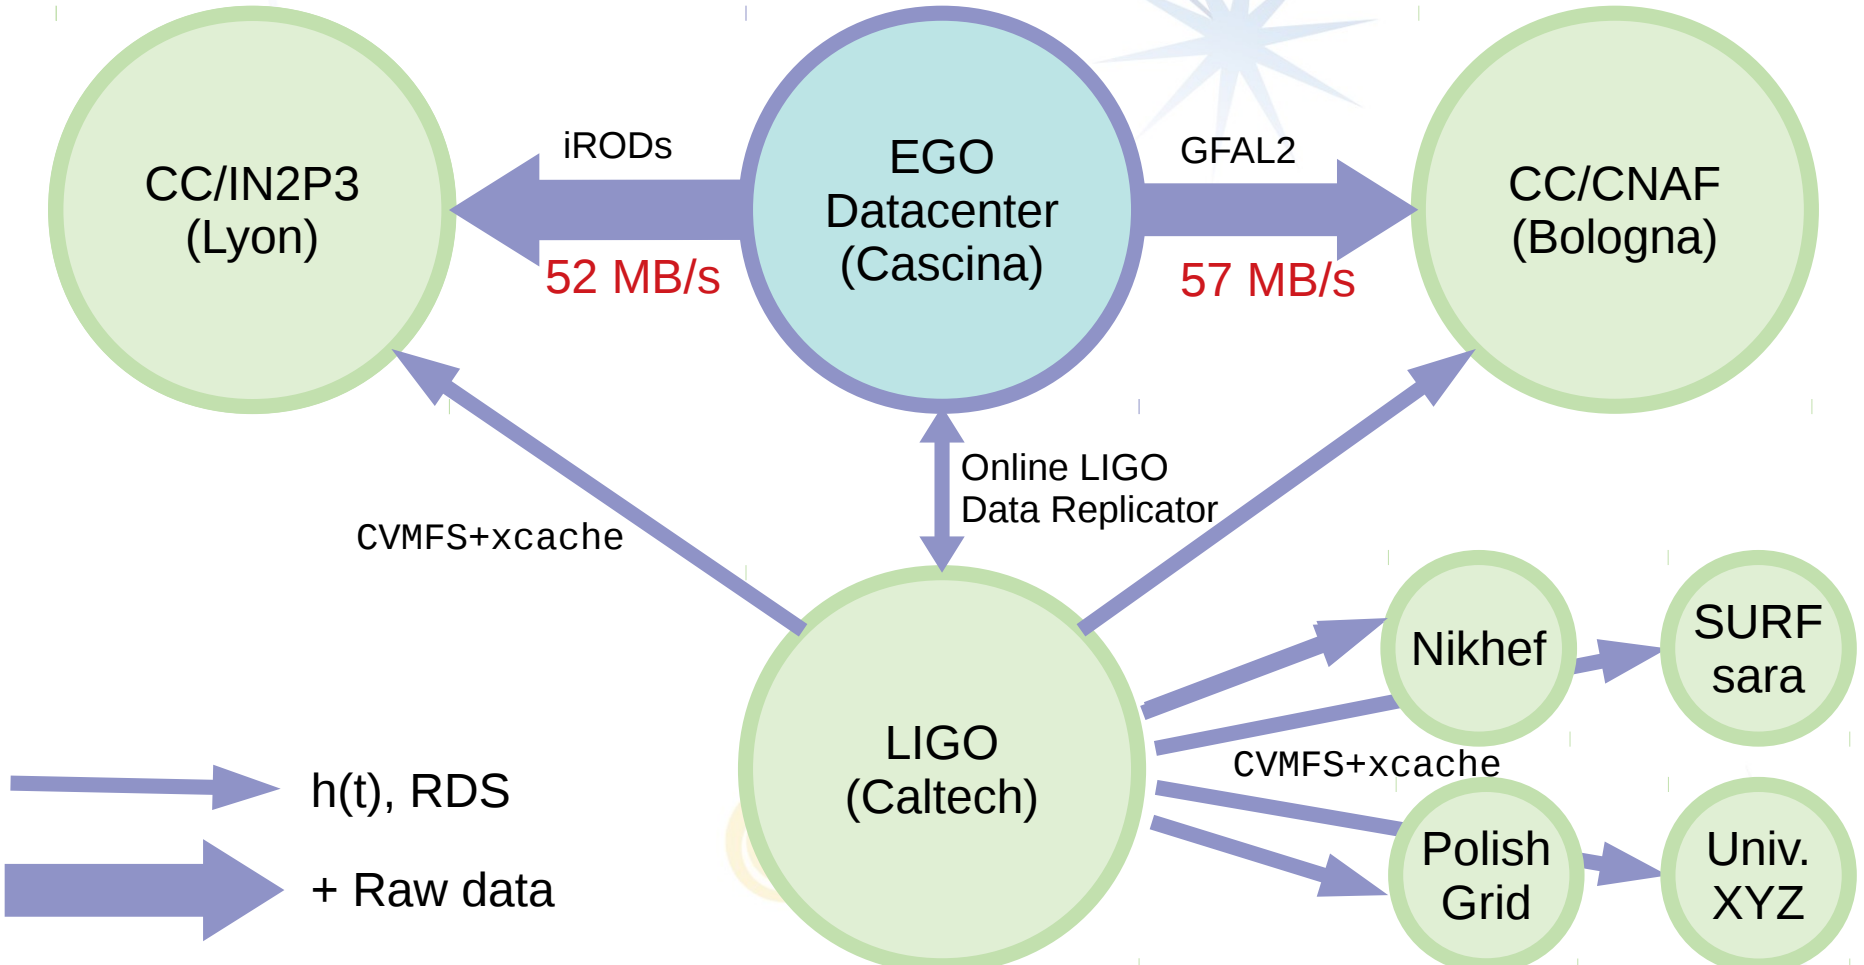 CC/IN2P3
(Lyon)
iRODs
52 MB/s
EGO
Datacenter
(Cascina)
GFAL2
57 MB/s
CC/CNAF
(Bologna)
Online LIGO
Data Replicator
CVMFS+xcache
LIGO
(Caltech)
Nikhef
SURF
sara
CVMFS+xcache
Polish
Grid
Univ.
XYZ
h(t), RDS
+ Raw data